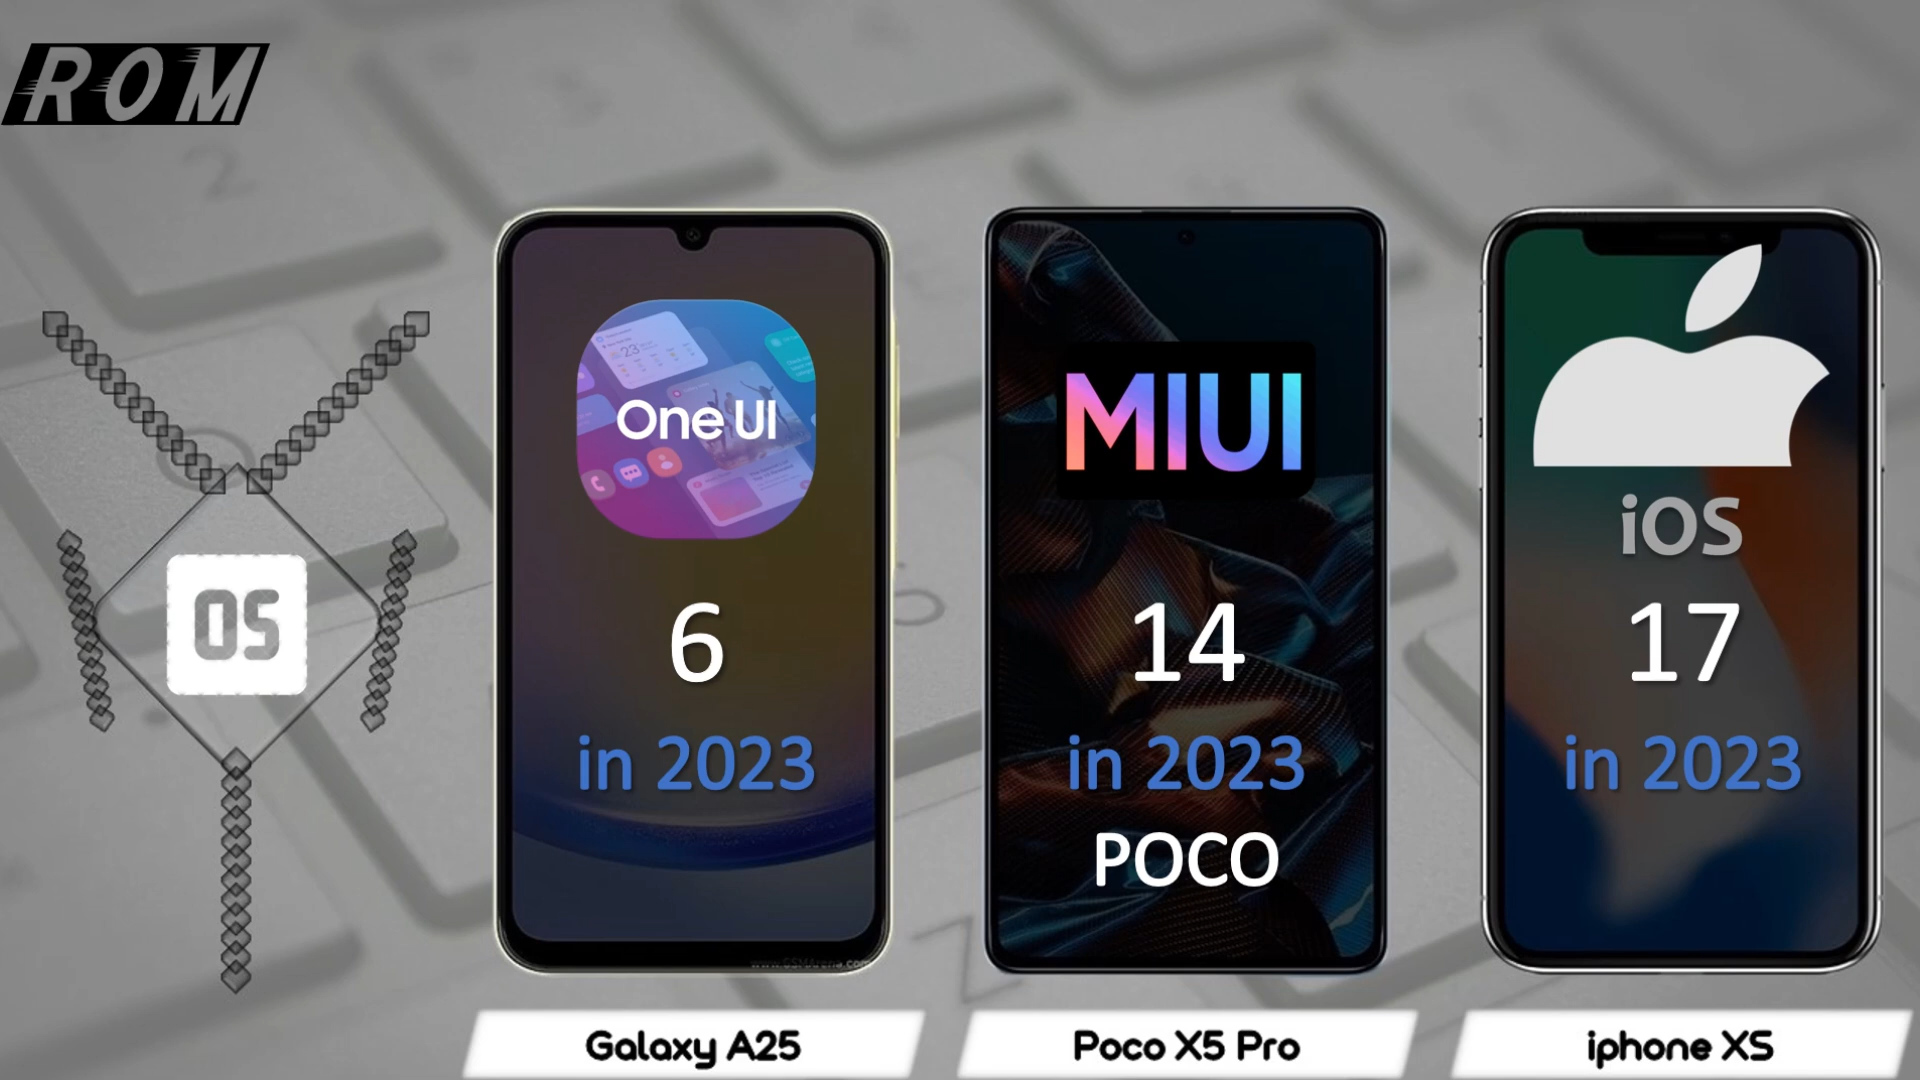 ROM
OS
One UI
6
in 2023
MIUI
14
in 2023
POCO
iOS
17
in 2023
Galaxy A25
Poco X5 Pro
iphone XS